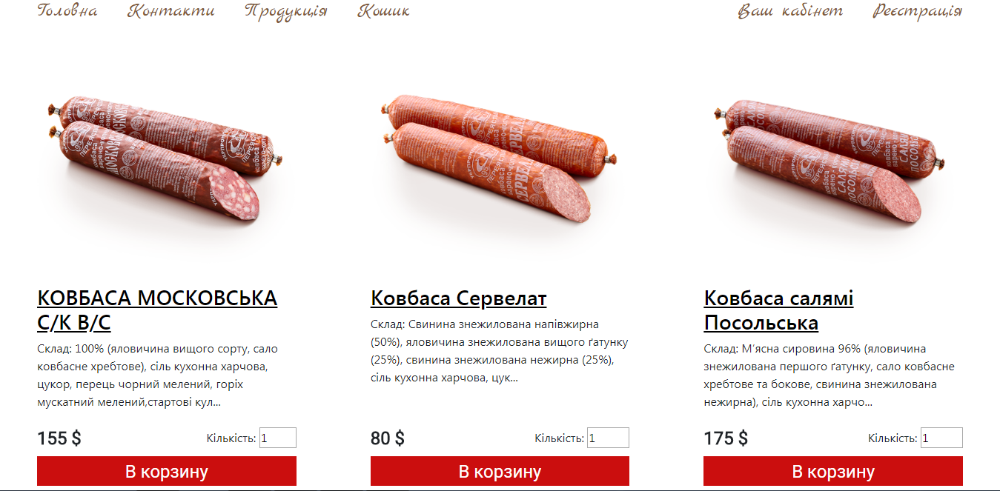 Головна Контакти Продукція Кошик Ваш кабінет Реєстрація
КОВБАСА МОСКОВСЬКА
С/К В/С
Склад: 100% (яловичина вищого сорту, сало
ковбасне хребтове), сіль кухонна харчова,
цукор, перець чорний мелений, горіх
мускатний мелений,стартові кул...
155 $ Кількість: 1
В корзину
Ковбаса Сервелат
Склад: Свинина знежилована напівжирна
(50%), яловичина знежилована вищого ґатунку
(25%), свинина знежилована нежирна (25%),
сіль кухонна харчова, цук...
80 $ Кількість: 1
В корзину
Ковбаса салямі
Посольська
Склад: М’ясна сировина 96% (яловичина
знежилована першого ґатунку, сало ковбасне
хребтове та бокове, свинина знежилована
нежирна), сіль кухонна харчо...
175 $ Кількість: 1
В корзину